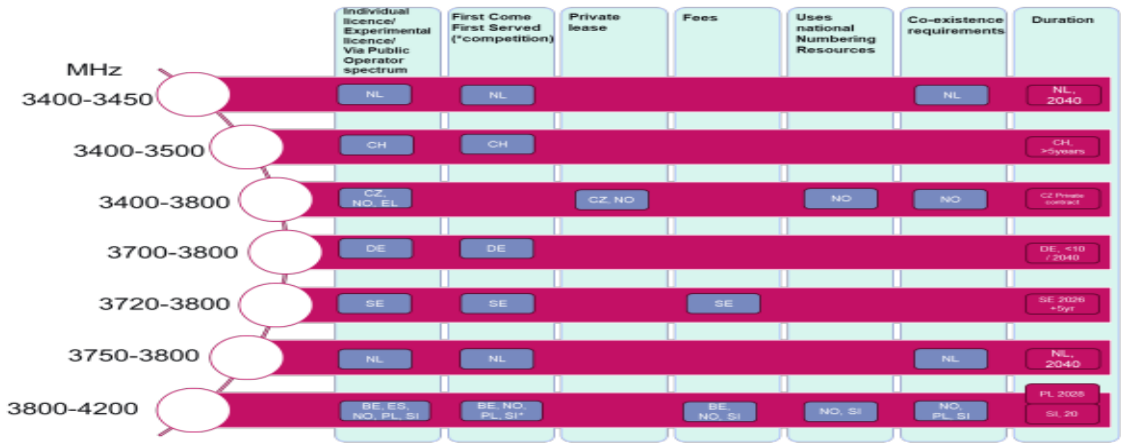 Individual
licence/
Experimental
licence/
Via Public
Operator
spectrum
First Come
First Served
(*competition)
Private
lease
Fees
Uses
national
Numbering
Resources
Co-existence
requirements
Duration
MHz
3400-3450
NL
NL
NL
NL,
2040
3400-3500
CH
CH
CH,
>5years
3400-3800
CZ,
NO, EL
CZ, NO
NO
NO
CZ Private
contract
3700-3800
DE
DE
DE, <10
/ 2040
3720-3800
SE
SE
SE
SE 2026
+5yr
3750-3800
NL
NL
NL
NL,
2040
3800-4200
BE, ES,
NO, PL, SI
BE, NO,
PL, SI*
BE,
NO, SI
NO, SI
NO,
PL, SI
PL 2028
SI, 20